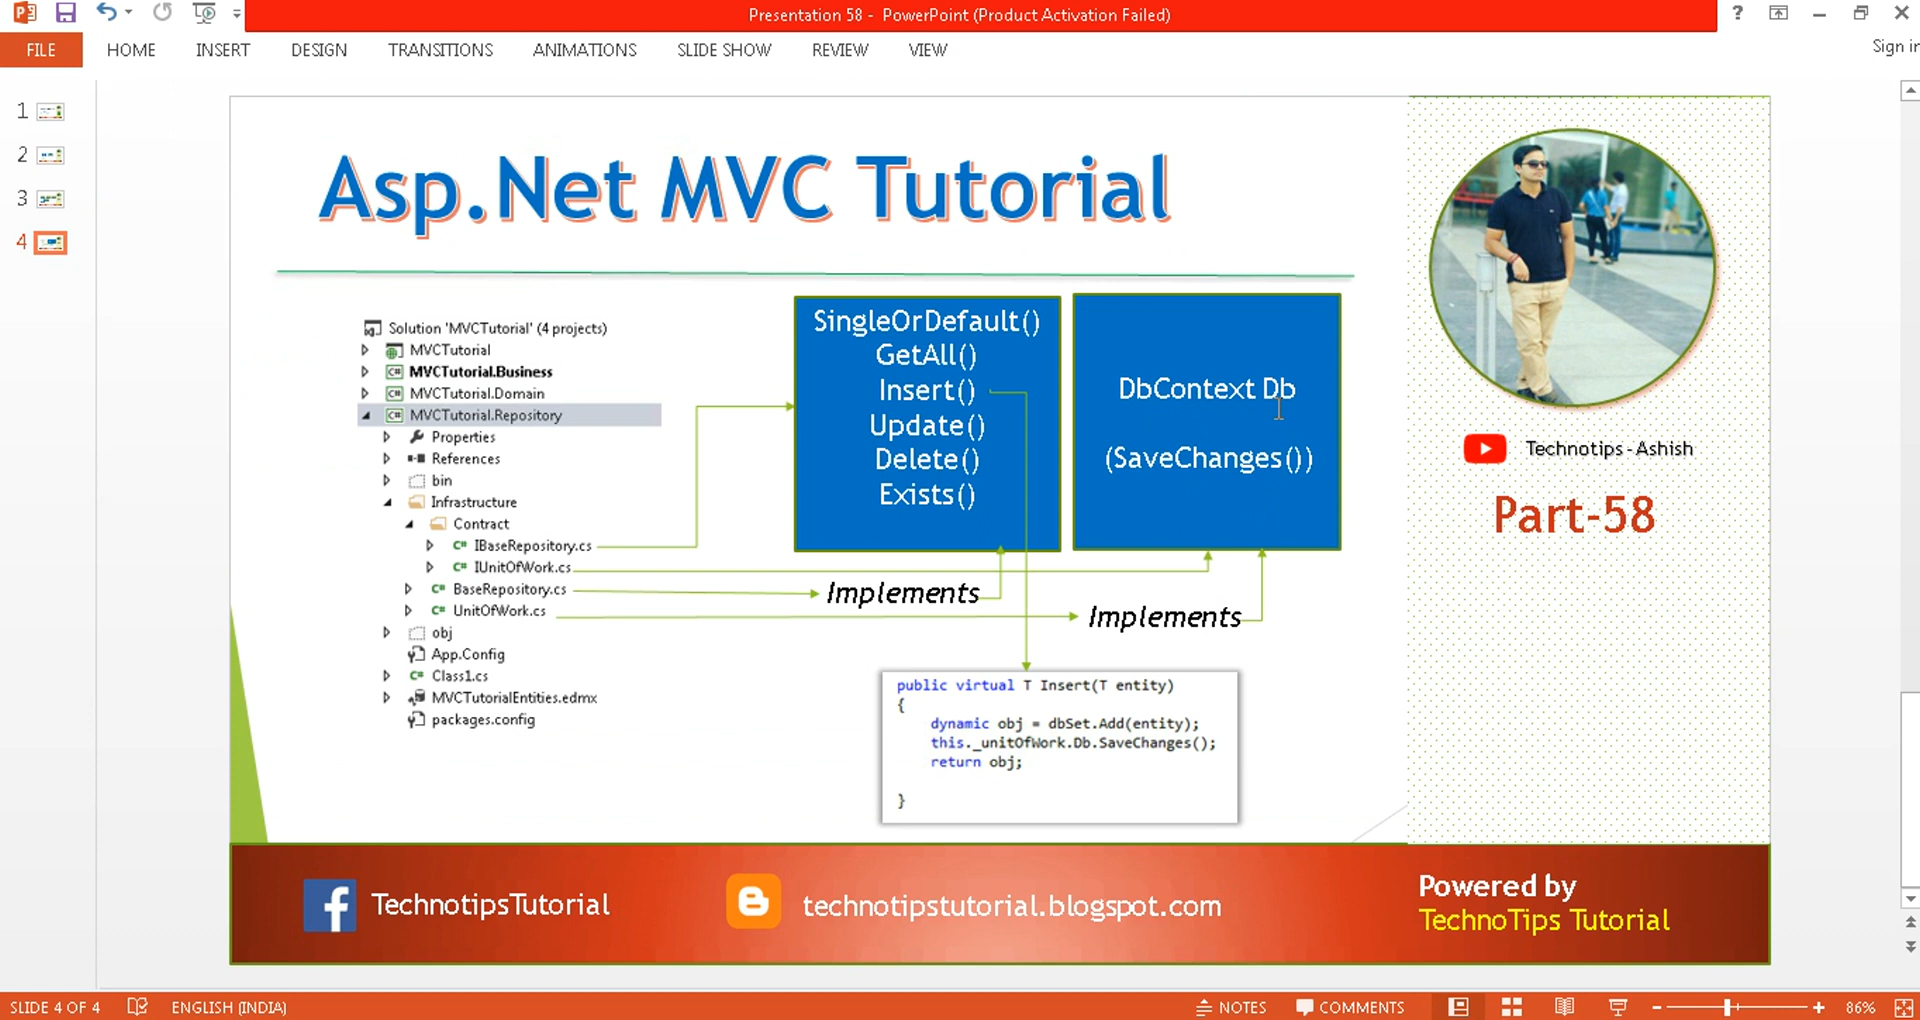 Presentation 58 - PowerPoint (Product Activation Failed)
?
FILE HOME INSERT DESIGN TRANSITIONS ANIMATIONS SLIDE SHOW REVIEW VIEW
Sign in
1
2
3
4
Asp.Net MVC Tutorial
Solution 'MVCTutorial' (4 projects)
MVCTutorial
C# MVCTutorial.Business
C# MVCTutorial.Domain
C# MVCTutorial.Repository
Properties
References
bin
Infrastructure
Contract
C# IBaseRepository.cs
C# IUnitOfWork.cs
C# BaseRepository.cs
C# UnitOfWork.cs
obj
App.Config
C# Class1.cs
MVCTutorialEntities.edmx
packages.config
SingleOrDefault()
GetAll()
Insert()
Update()
Delete()
Exists()
DbContext Db
(SaveChanges())
Implements
Implements
public virtual T Insert(T entity)
{
dynamic obj = dbSet.Add(entity);
this._unitOfWork.Db.SaveChanges();
return obj;
}
Technotips - Ashish
Part-58
TechnotipsTutorial
technotipstutorial.blogspot.com
Powered by
TechnoTips Tutorial
SLIDE 4 OF 4 ENGLISH (INDIA) NOTES COMMENTS 86%